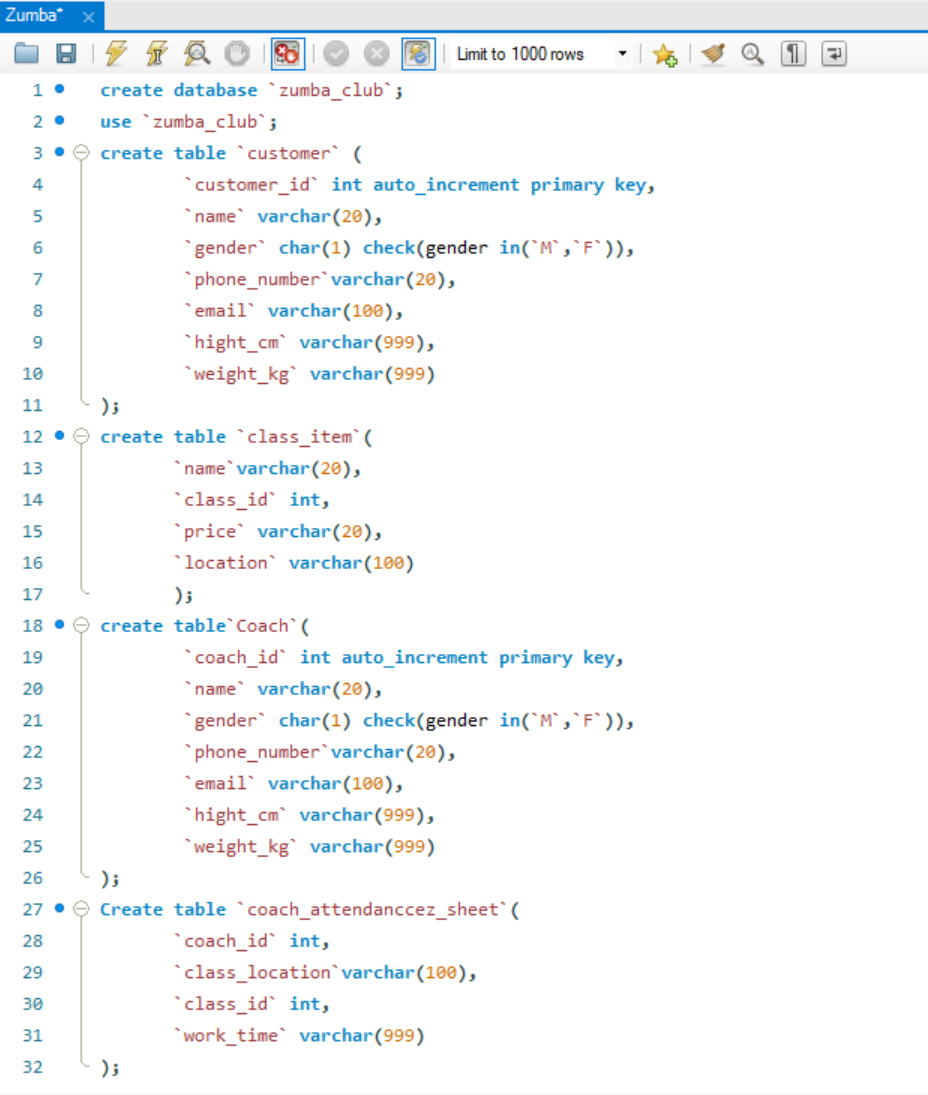 Zumba* ×
Limit to 1000 rows
1 create database `zumba_club`;
2 use `zumba_club`;
3 create table `customer` (
4 `customer_id` int auto_increment primary key,
5 `name` varchar(20),
6 `gender` char(1) check(gender in(`M`,`F`)),
7 `phone_number`varchar(20),
8 `email` varchar(100),
9 `hight_cm` varchar(999),
10 `weight_kg` varchar(999)
11 );
12 create table `class_item`(
13 `name`varchar(20),
14 `class_id` int,
15 `price` varchar(20),
16 `location` varchar(100)
17 );
18 create table`Coach`(
19 `coach_id` int auto_increment primary key,
20 `name` varchar(20),
21 `gender` char(1) check(gender in(`M`,`F`)),
22 `phone_number`varchar(20),
23 `email` varchar(100),
24 `hight_cm` varchar(999),
25 `weight_kg` varchar(999)
26 );
27 Create table `coach_attendanccez_sheet`(
28 `coach_id` int,
29 `class_location`varchar(100),
30 `class_id` int,
31 `work_time` varchar(999)
32 );